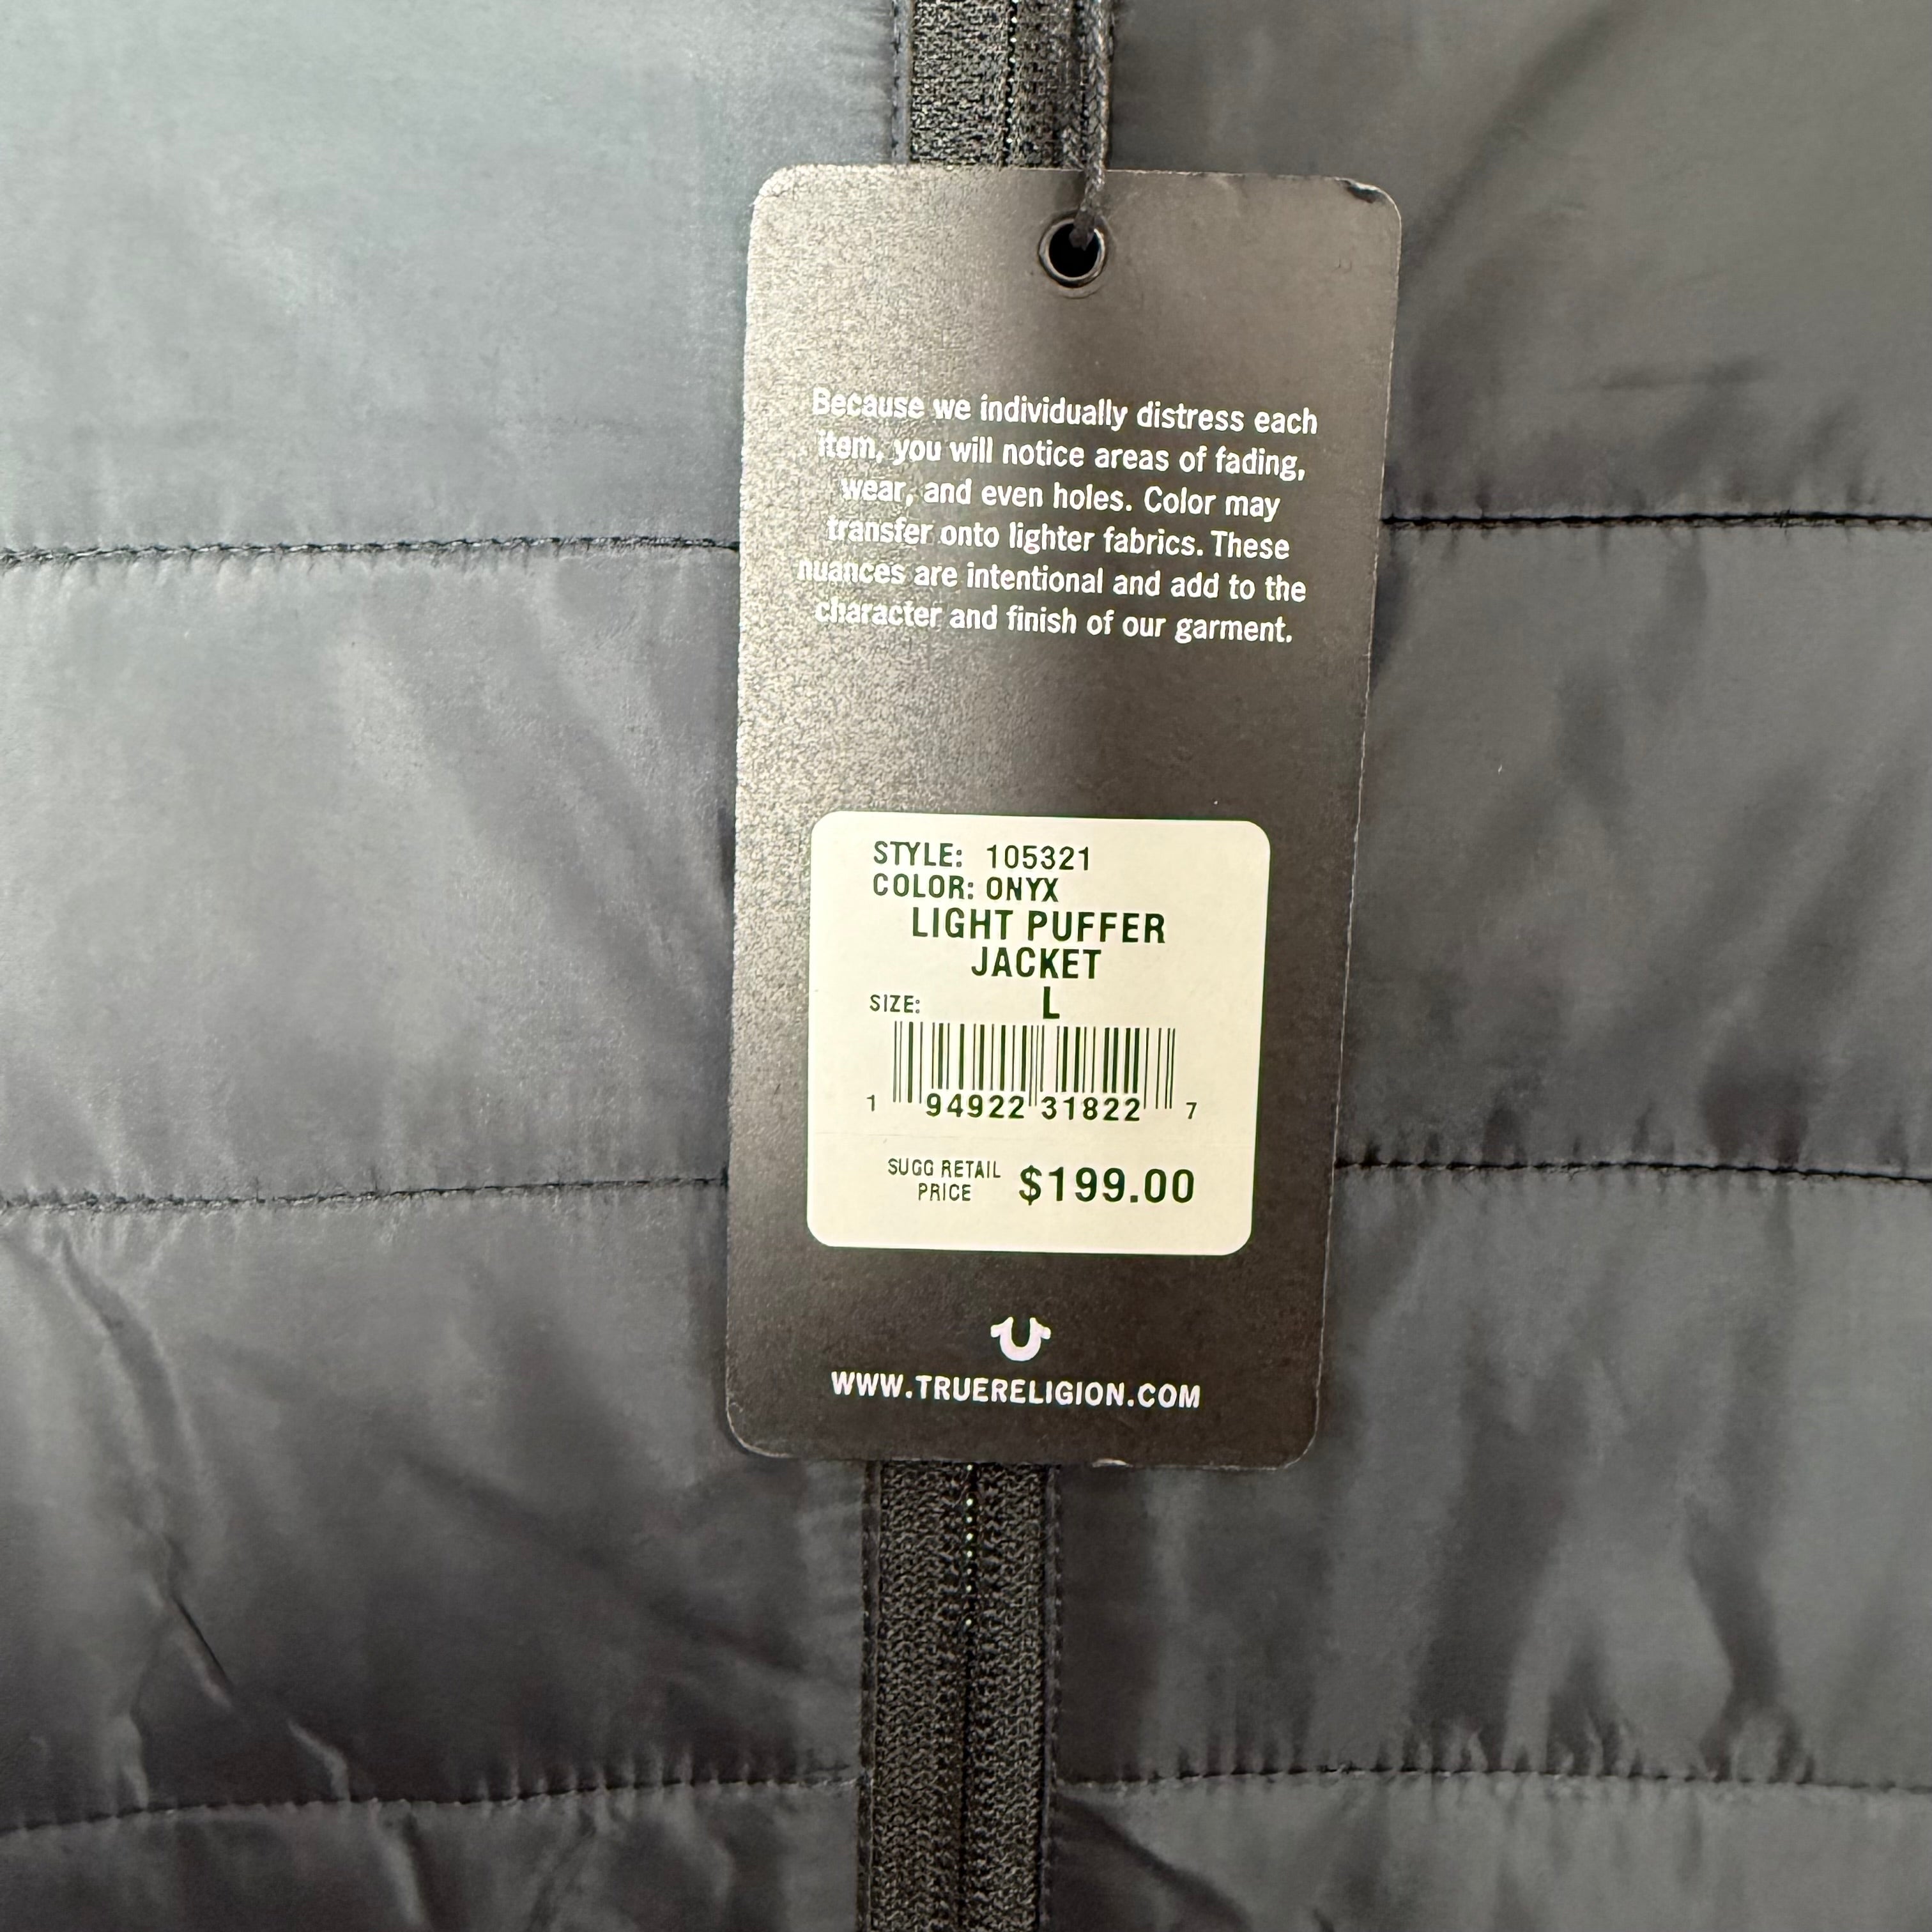 Because we individually distress each
item, you will notice areas of fading,
wear, and even holes. Color may
transfer onto lighter fabrics. These
nuances are intentional and add to the
character and finish of our garment.
STYLE: 105321
COLOR: ONYX
LIGHT PUFFER
JACKET
SIZE: L
1 94922 31822 7
SUGG RETAIL
PRICE $199.00
WWW.TRUERELIGION.COM